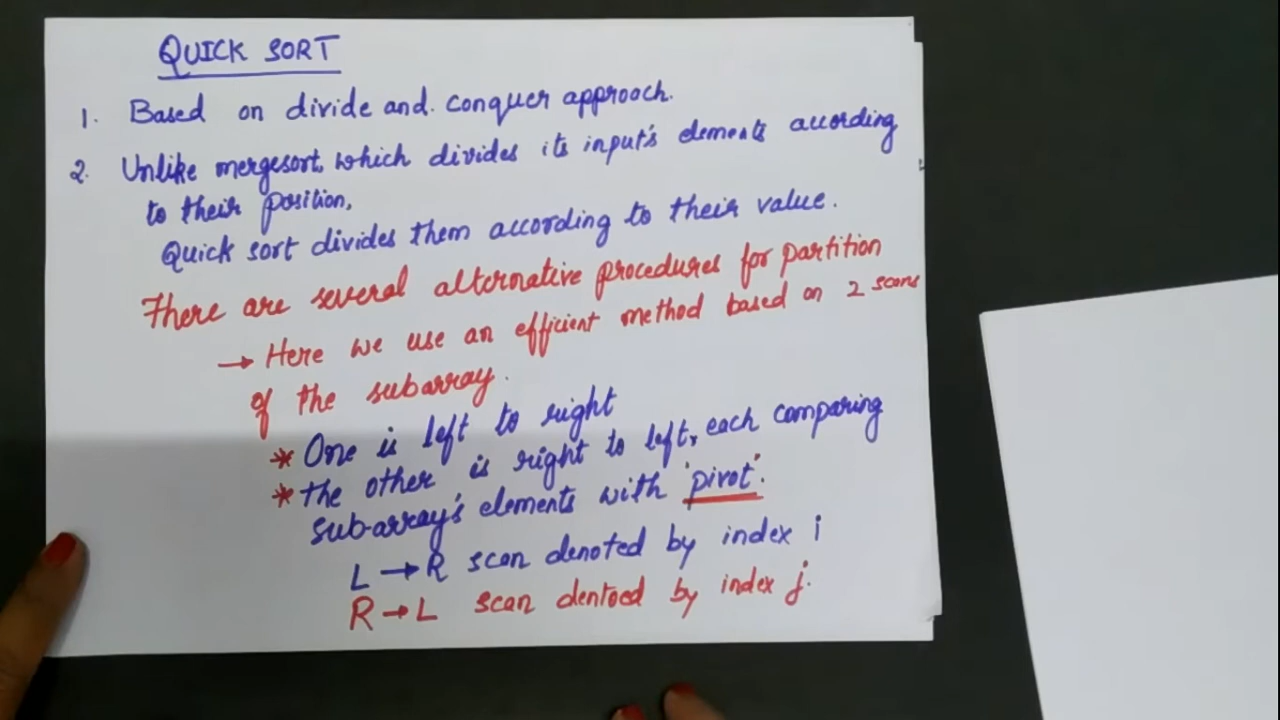 QUICK SORT
1. Based on divide and. conquer approach.
2. Unlike mergesort, which divides its input's elements according
to their position,
Quick sort divides them according to their value.
There are several alternative procedures for partition
→ Here we use an efficient method based on 2 scans
of the subarray.
* One is left to right
* the other is right to left, each comparing
sub-array's elements with 'pivot'.
L → R scan denoted by index i
R → L scan dentoed by index j.